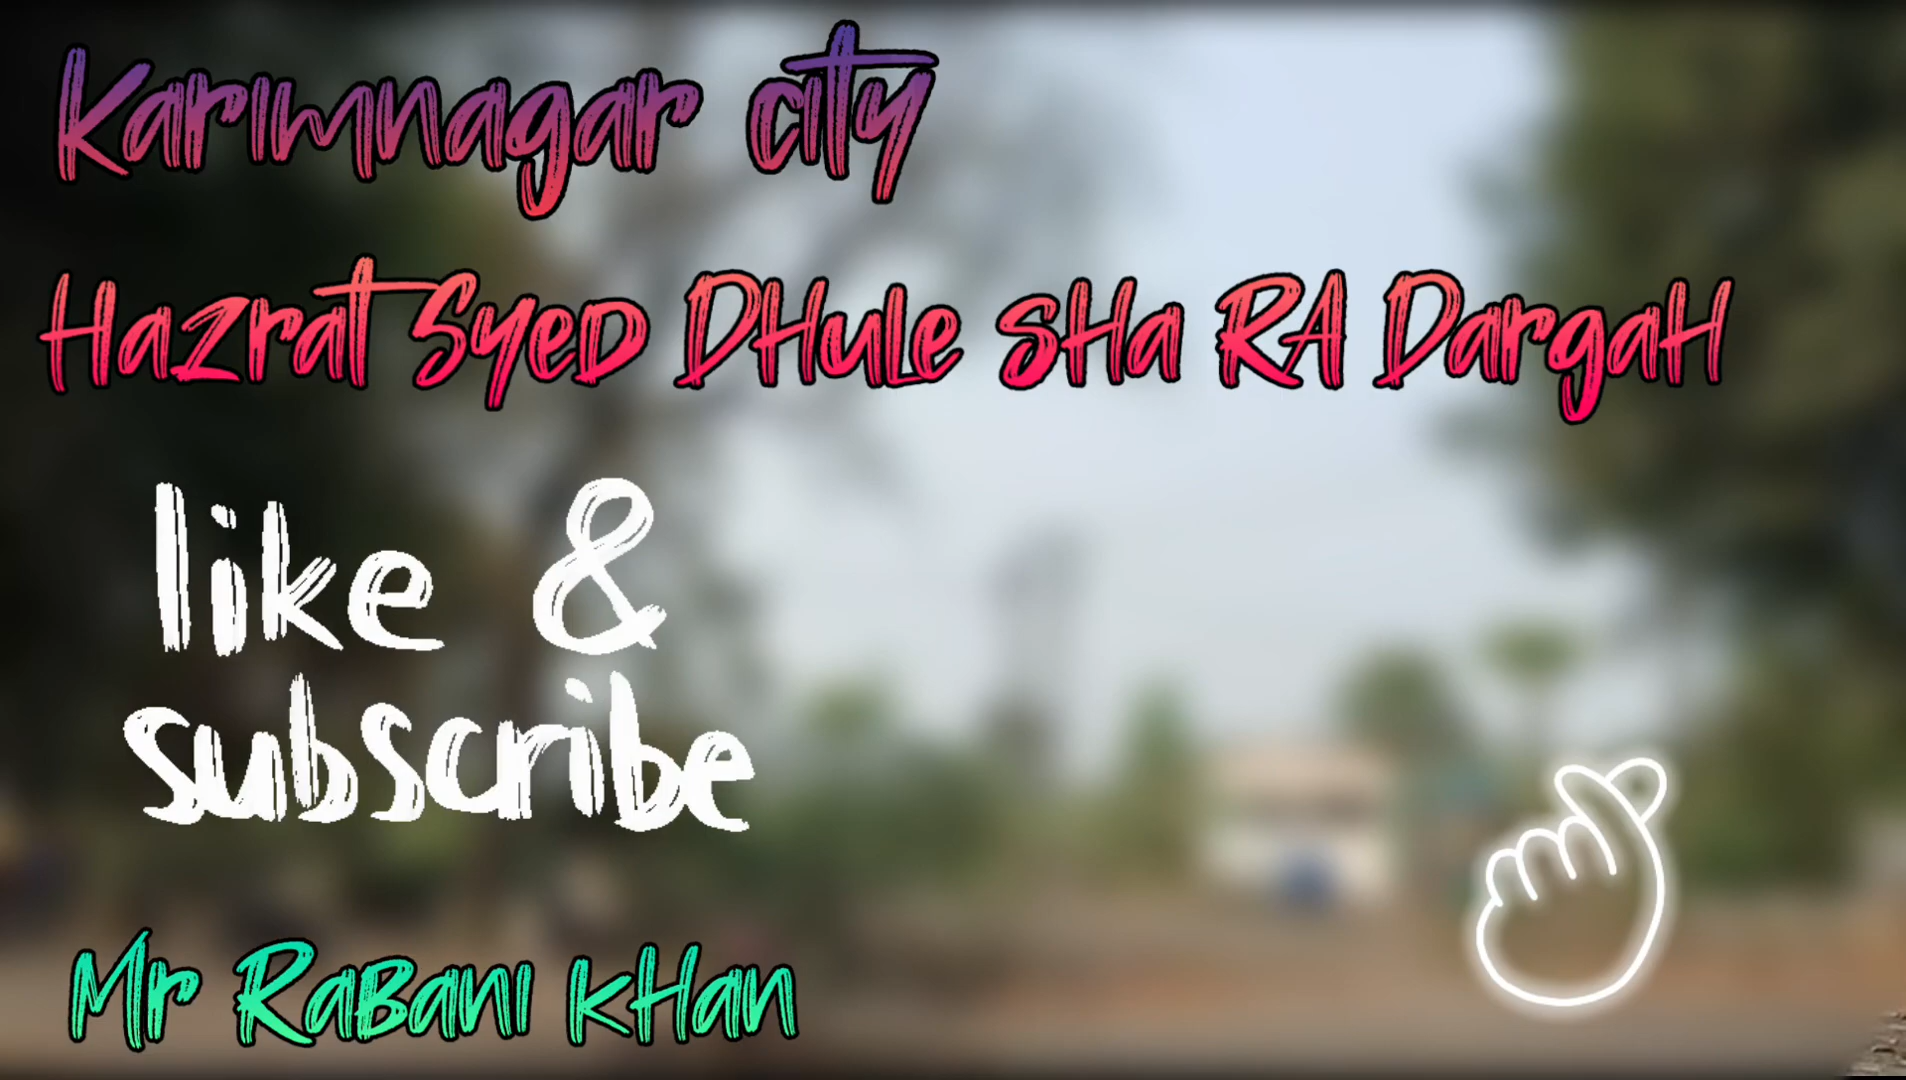 Karimnagar city
Hazrat Syed Dhule Sha RA Dargah
like &
subscribe
Mr Rabani Khan